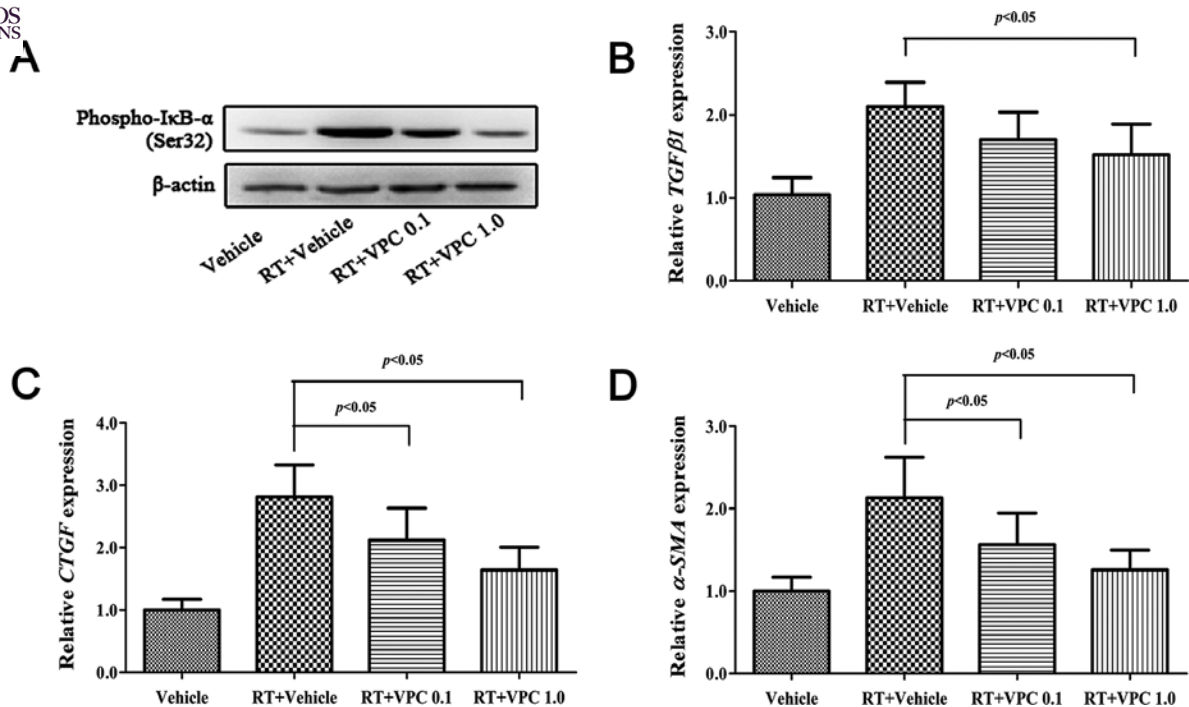 OS
NS
A
Phospho-IκB-α
(Ser32)
β-actin
Vehicle
RT+Vehicle
RT+VPC 0.1
RT+VPC 1.0
B
p<0.05
Relative TGFβ1 expression
3.0
2.0
1.0
0.0
Vehicle
RT+Vehicle
RT+VPC 0.1
RT+VPC 1.0
C
p<0.05
p<0.05
Relative CTGF expression
4.0
3.0
2.0
1.0
0.0
Vehicle
RT+Vehicle
RT+VPC 0.1
RT+VPC 1.0
D
p<0.05
p<0.05
Relative α-SMA expression
3.0
2.0
1.0
0.0
Vehicle
RT+Vehicle
RT+VPC 0.1
RT+VPC 1.0